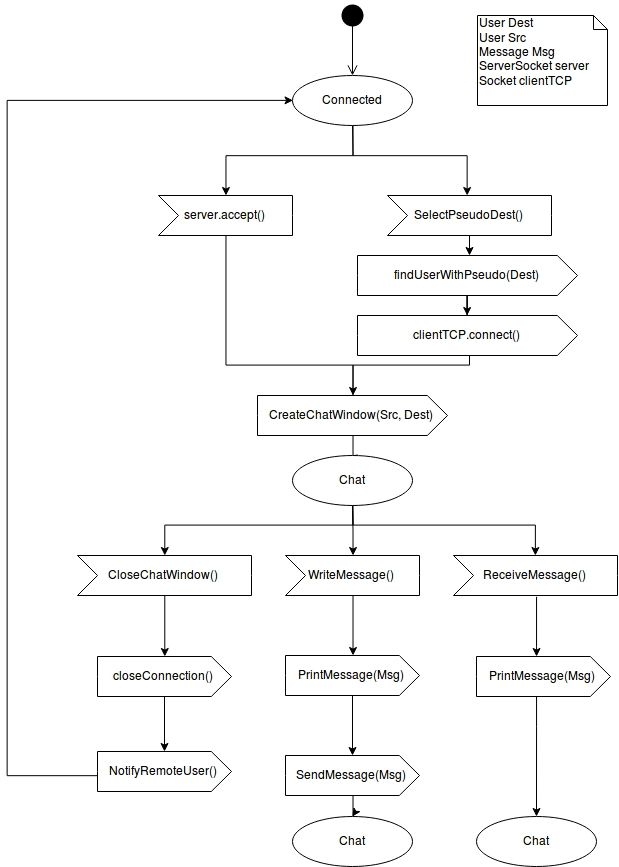 User Dest
User Src
Message Msg
ServerSocket server
Socket clientTCP
Connected
server.accept()
SelectPseudoDest()
findUserWithPseudo(Dest)
clientTCP.connect()
CreateChatWindow(Src, Dest)
Chat
CloseChatWindow()
WriteMessage()
ReceiveMessage()
closeConnection()
PrintMessage(Msg)
PrintMessage(Msg)
NotifyRemoteUser()
SendMessage(Msg)
Chat
Chat